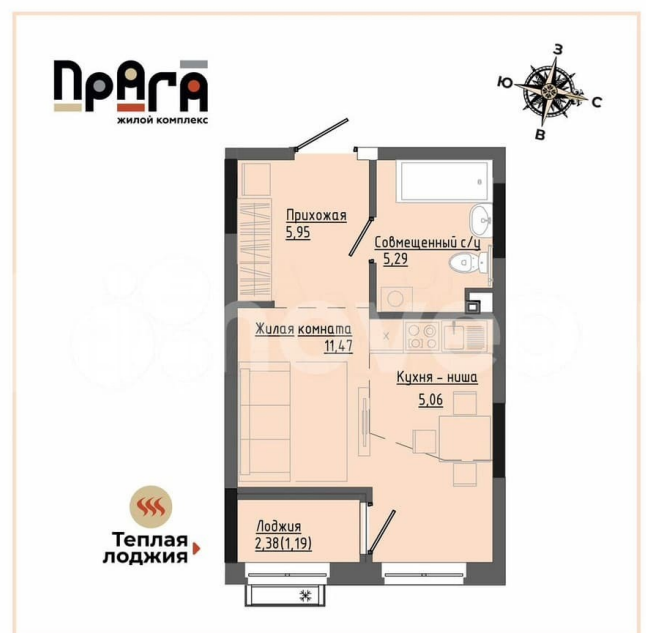 ПРАГА
ЖИЛОЙ КОМПЛЕКС
З
Ю
С
В
Прихожая
5,95
Совмещенный с/у
5,29
Жилая комната
11,47
Кухня - ниша
5,06
Лоджия
2,38(1,19)
Теплая
лоджия